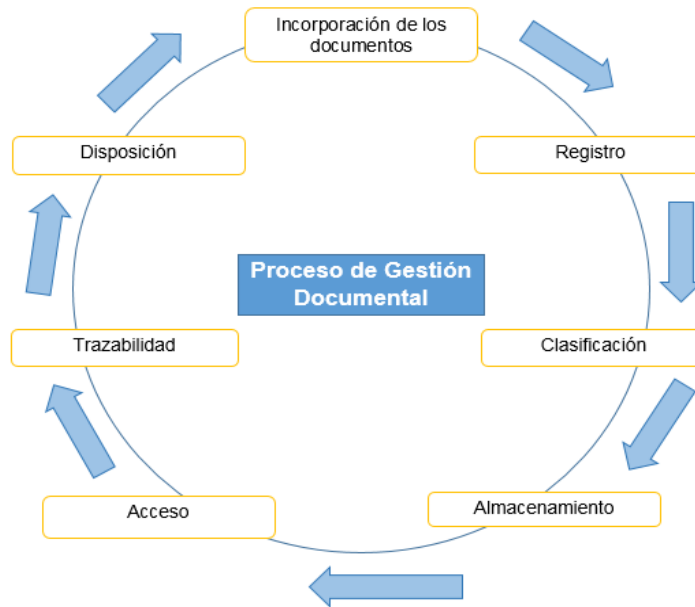 Incorporación de los
documentos
Registro
Clasificación
Almacenamiento
Acceso
Trazabilidad
Disposición
Proceso de Gestión
Documental